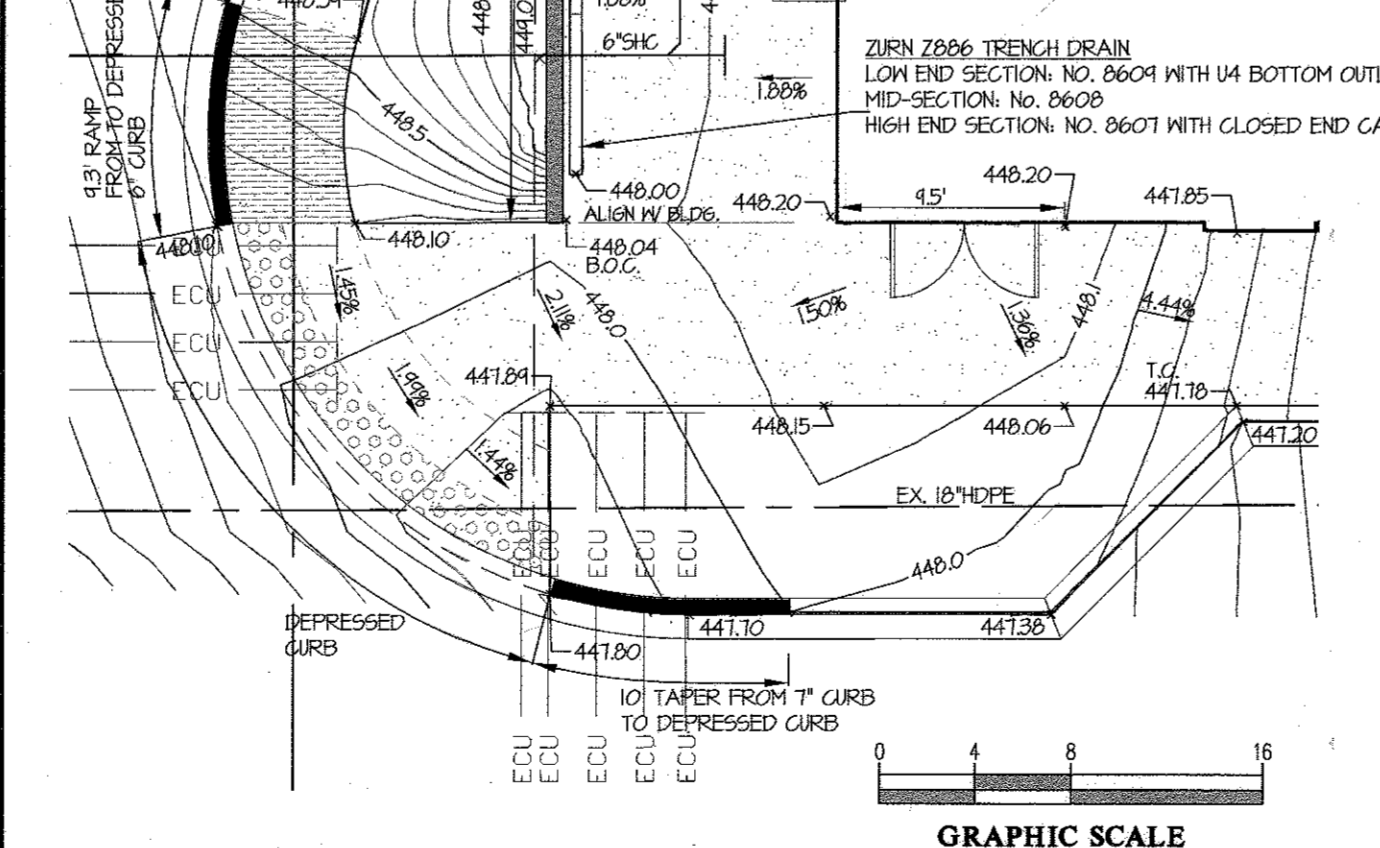 448.
449.0
6"SHC
ZURN Z886 TRENCH DRAIN
LOW END SECTION: NO. 8609 WITH U4 BOTTOM OUTL
MID-SECTION: No. 8608
HIGH END SECTION: NO. 8607 WITH CLOSED END CA
1.88%
9.3' RAMP
FROM TO DEPRESSE
6" CURB
448.5
448.00
ALIGN W/ BLDG.
448.20
9.5'
448.20
447.85
448.10
448.10
448.04
B.O.C.
ECU
ECU
ECU
1.45%
2.11%
448.0
1.50%
1.36%
448.1
4.44%
1.99%
447.89
T.C.
447.78
448.15
448.06
447.20
1.44%
EX. 18"HDPE
ECU
ECU
ECU
ECU
ECU
448.0
DEPRESSED
CURB
447.70
447.38
447.80
10' TAPER FROM 7" CURB
TO DEPRESSED CURB
ECU
ECU
ECU
ECU
ECU
0 4 8 16
GRAPHIC SCALE